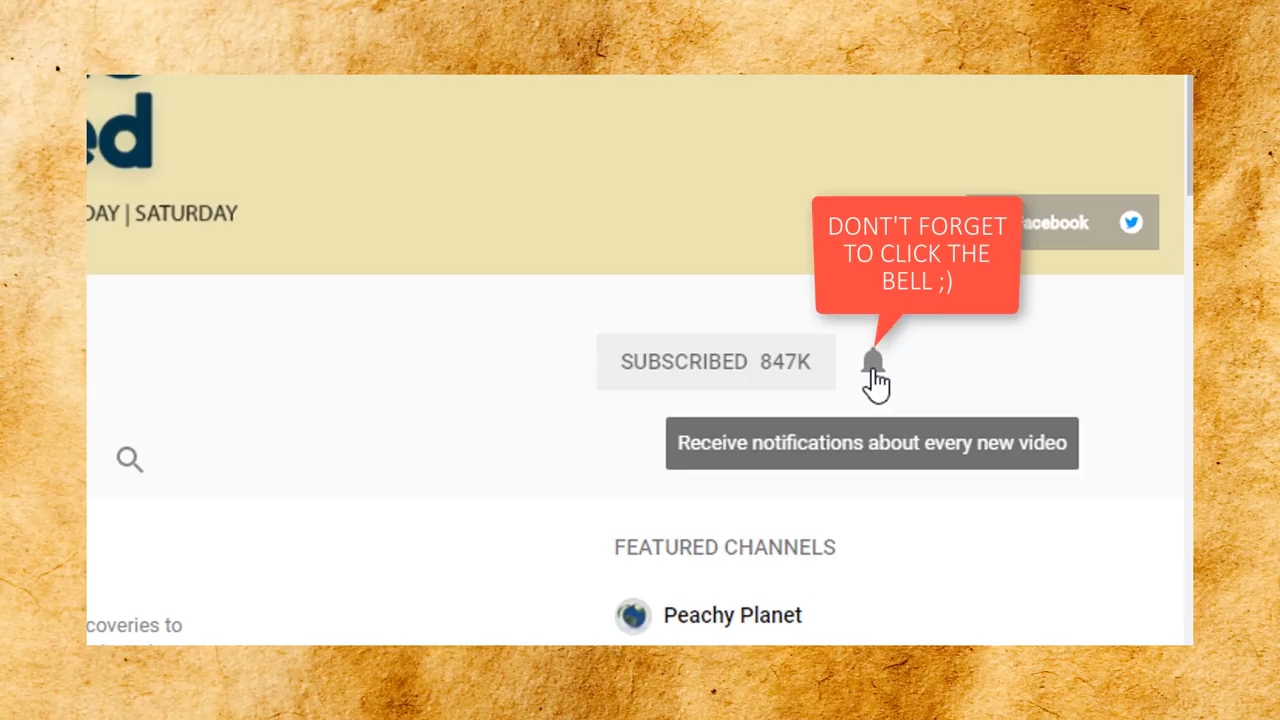 ed
DAY | SATURDAY
acebook
DONT'T FORGET
TO CLICK THE
BELL ;)
SUBSCRIBED 847K
Receive notifications about every new video
FEATURED CHANNELS
Peachy Planet
coveries to